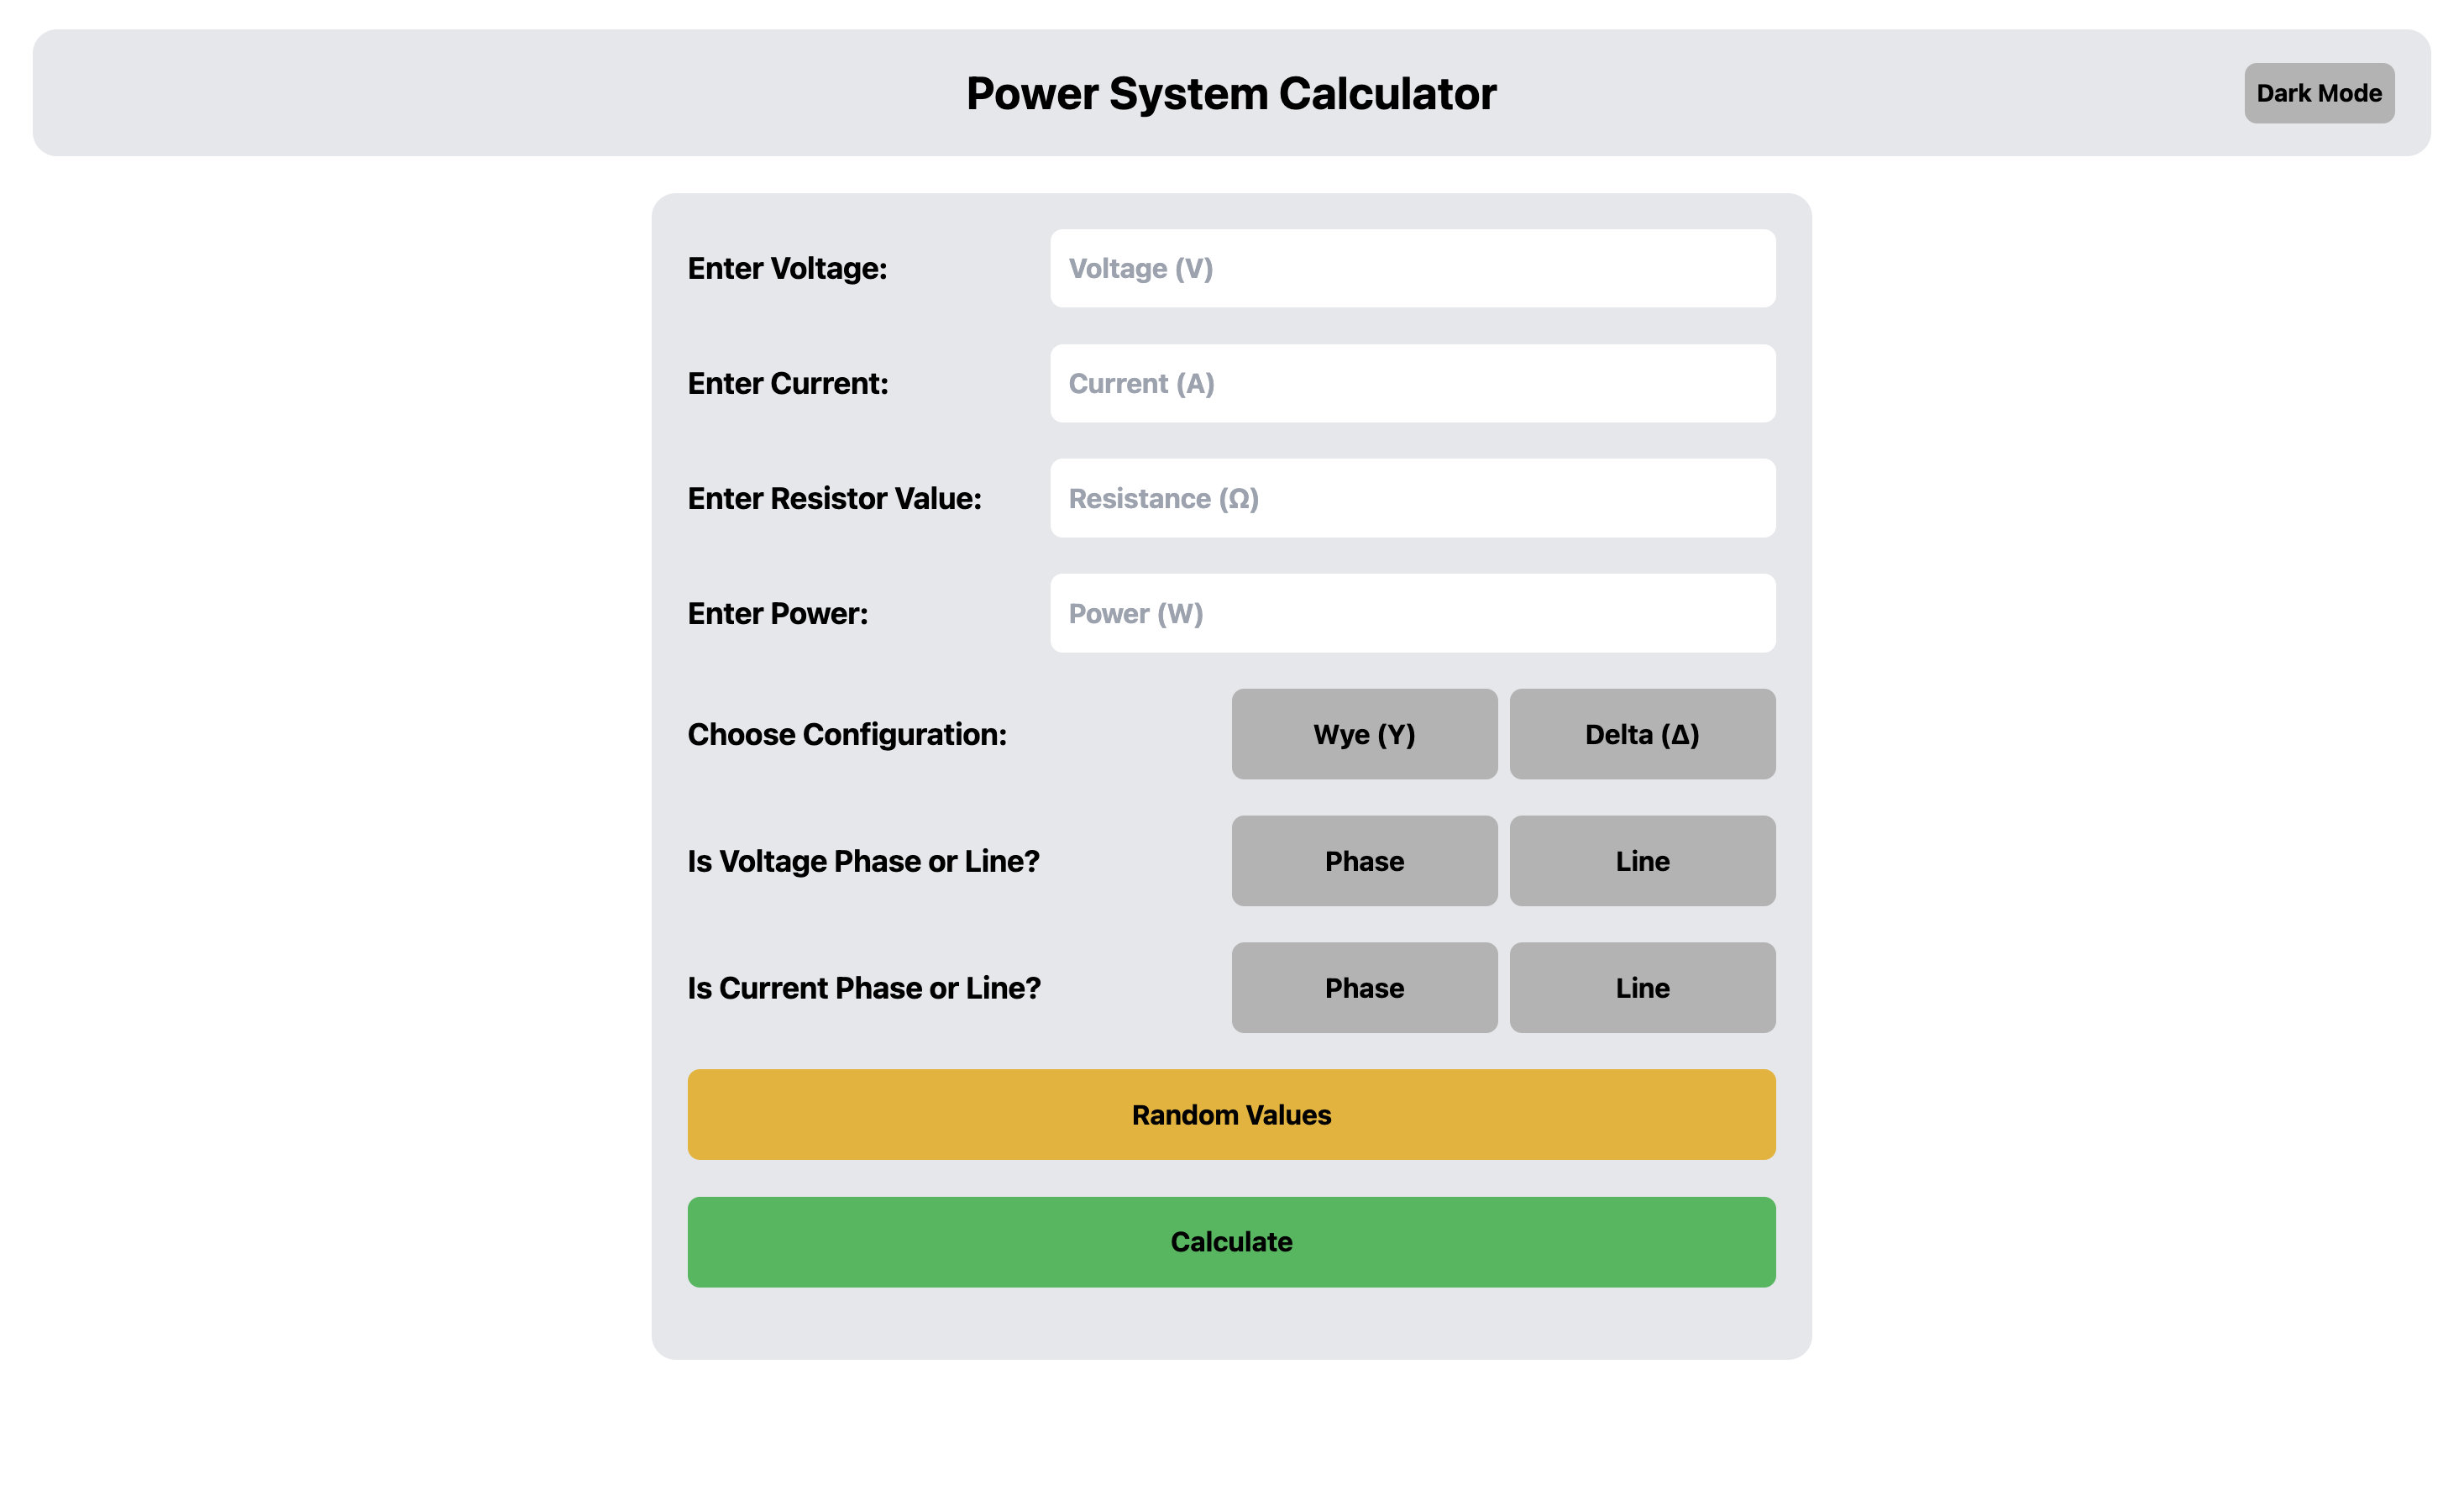 Power System Calculator
Dark Mode
Enter Voltage:
Voltage (V)
Enter Current:
Current (A)
Enter Resistor Value:
Resistance (Ω)
Enter Power:
Power (W)
Choose Configuration:
Wye (Y)
Delta (Δ)
Is Voltage Phase or Line?
Phase
Line
Is Current Phase or Line?
Phase
Line
Random Values
Calculate